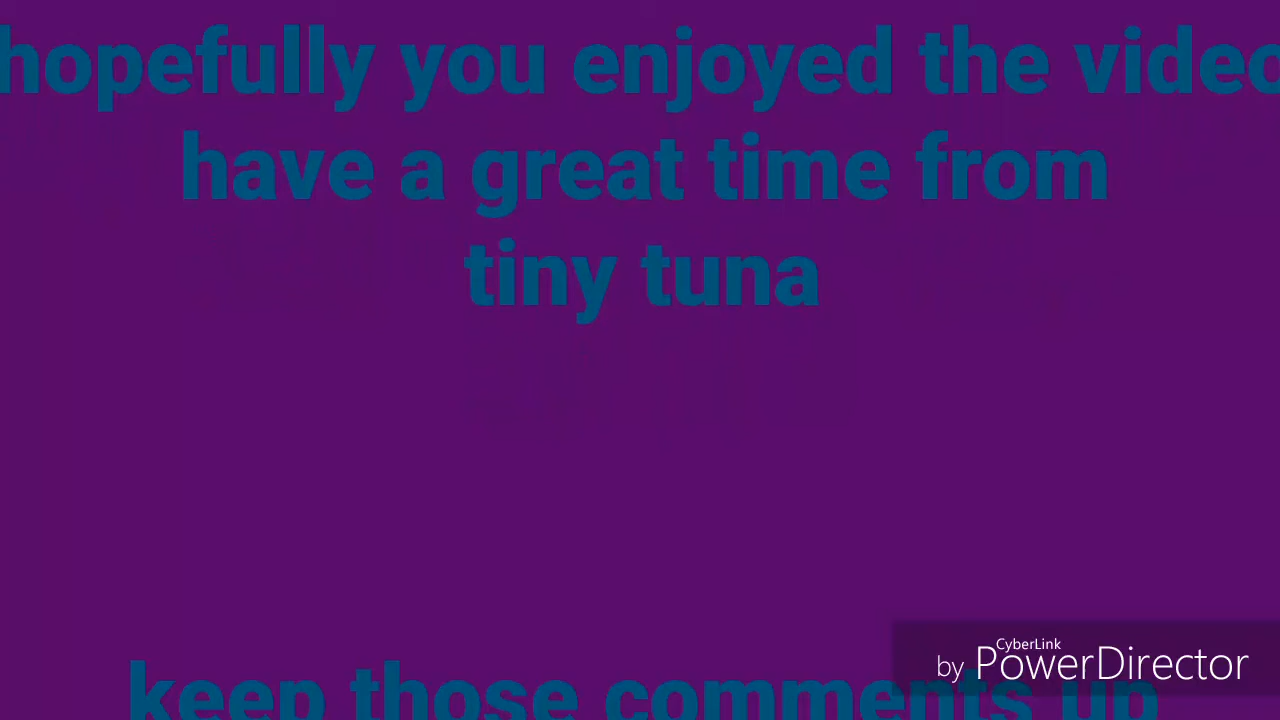 hopefully you enjoyed the video
have a great time from
tiny tuna
CyberLink
by PowerDirector
keep those comments up